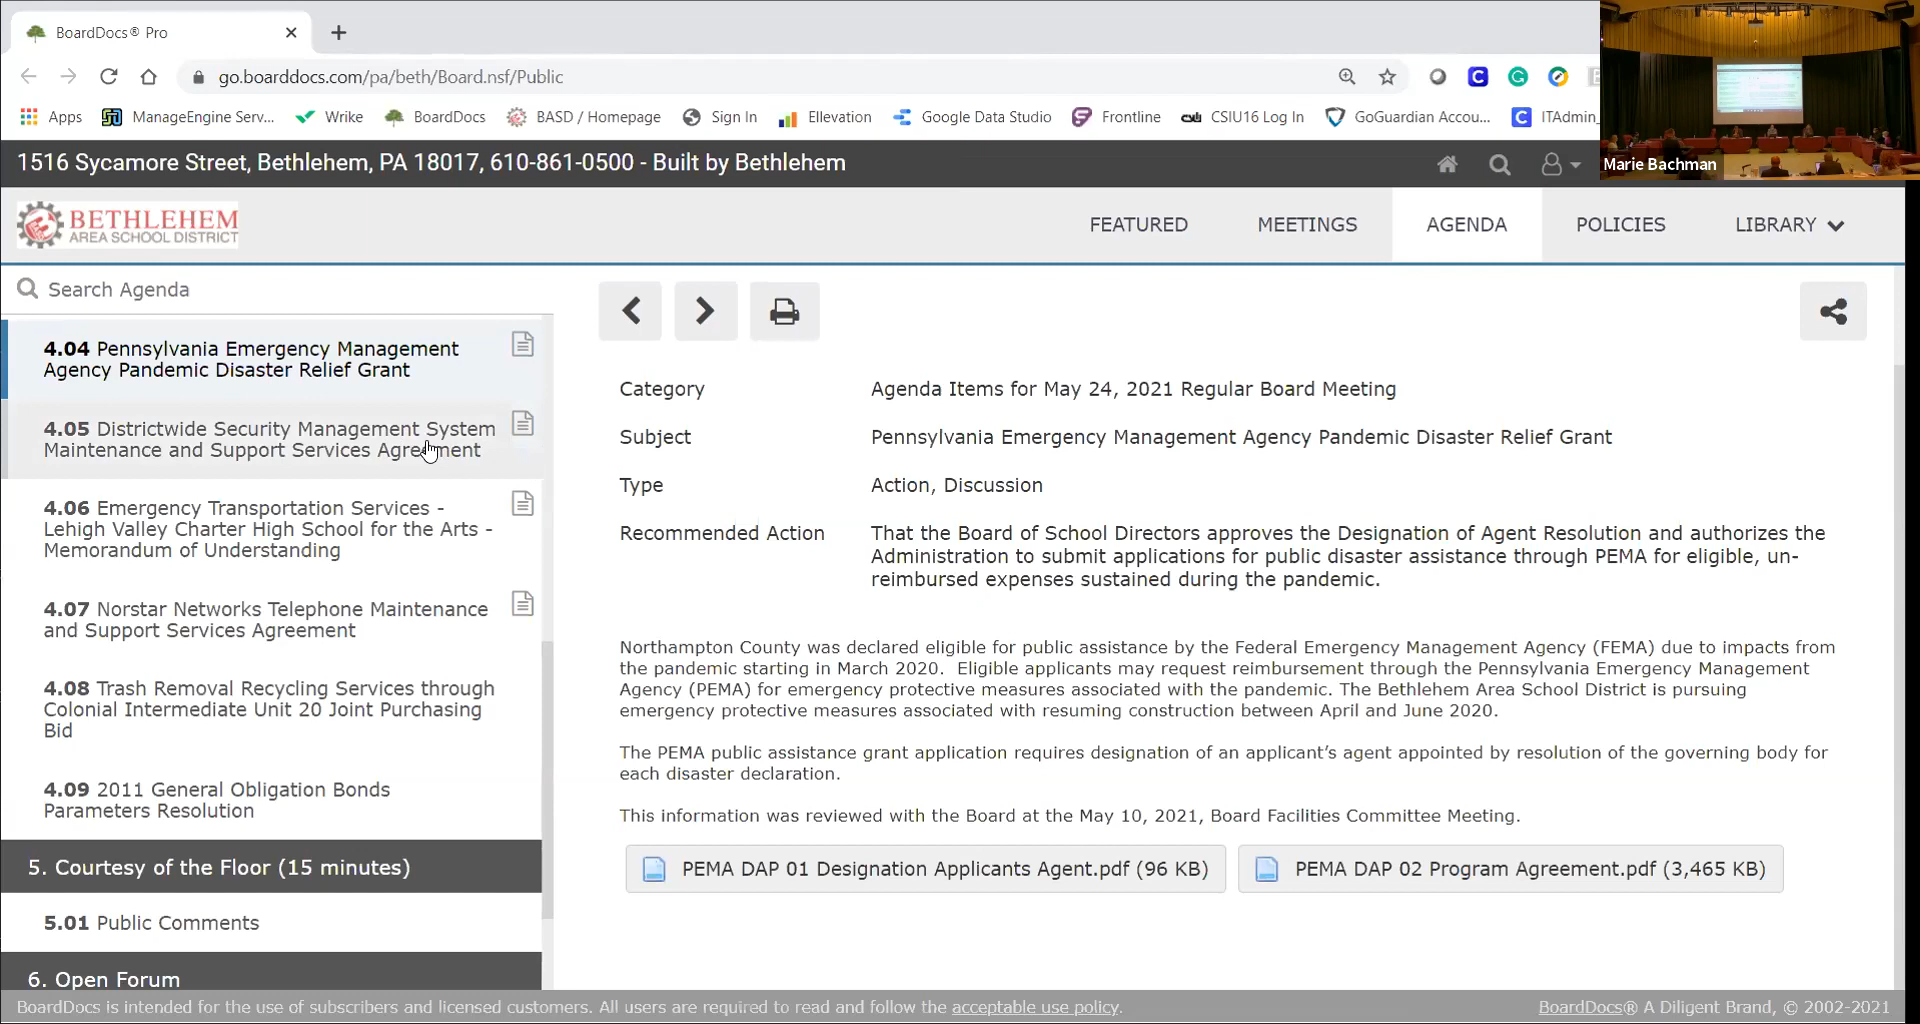 BoardDocs® Pro
go.boarddocs.com/pa/beth/Board.nsf/Public
Apps
ManageEngine Serv...
Wrike
BoardDocs
BASD / Homepage
Sign In
Ellevation
Google Data Studio
Frontline
CSIU16 Log In
GoGuardian Accou...
ITAdmin
Marie Bachman
1516 Sycamore Street, Bethlehem, PA 18017, 610-861-0500 - Built by Bethlehem
BETHLEHEM
AREA SCHOOL DISTRICT
FEATURED
MEETINGS
AGENDA
POLICIES
LIBRARY
Search Agenda
4.04 Pennsylvania Emergency Management
Agency Pandemic Disaster Relief Grant
4.05 Districtwide Security Management System
Maintenance and Support Services Agreement
4.06 Emergency Transportation Services -
Lehigh Valley Charter High School for the Arts -
Memorandum of Understanding
4.07 Norstar Networks Telephone Maintenance
and Support Services Agreement
4.08 Trash Removal Recycling Services through
Colonial Intermediate Unit 20 Joint Purchasing
Bid
4.09 2011 General Obligation Bonds
Parameters Resolution
5. Courtesy of the Floor (15 minutes)
5.01 Public Comments
6. Open Forum
Category
Agenda Items for May 24, 2021 Regular Board Meeting
Subject
Pennsylvania Emergency Management Agency Pandemic Disaster Relief Grant
Type
Action, Discussion
Recommended Action
That the Board of School Directors approves the Designation of Agent Resolution and authorizes the
Administration to submit applications for public disaster assistance through PEMA for eligible, un-
reimbursed expenses sustained during the pandemic.
Northampton County was declared eligible for public assistance by the Federal Emergency Management Agency (FEMA) due to impacts from
the pandemic starting in March 2020.  Eligible applicants may request reimbursement through the Pennsylvania Emergency Management
Agency (PEMA) for emergency protective measures associated with the pandemic. The Bethlehem Area School District is pursuing
emergency protective measures associated with resuming construction between April and June 2020.
The PEMA public assistance grant application requires designation of an applicant's agent appointed by resolution of the governing body for
each disaster declaration.
This information was reviewed with the Board at the May 10, 2021, Board Facilities Committee Meeting.
PEMA DAP 01 Designation Applicants Agent.pdf (96 KB)
PEMA DAP 02 Program Agreement.pdf (3,465 KB)
BoardDocs is intended for the use of subscribers and licensed customers. All users are required to read and follow the acceptable use policy.
BoardDocs® A Diligent Brand, © 2002-2021